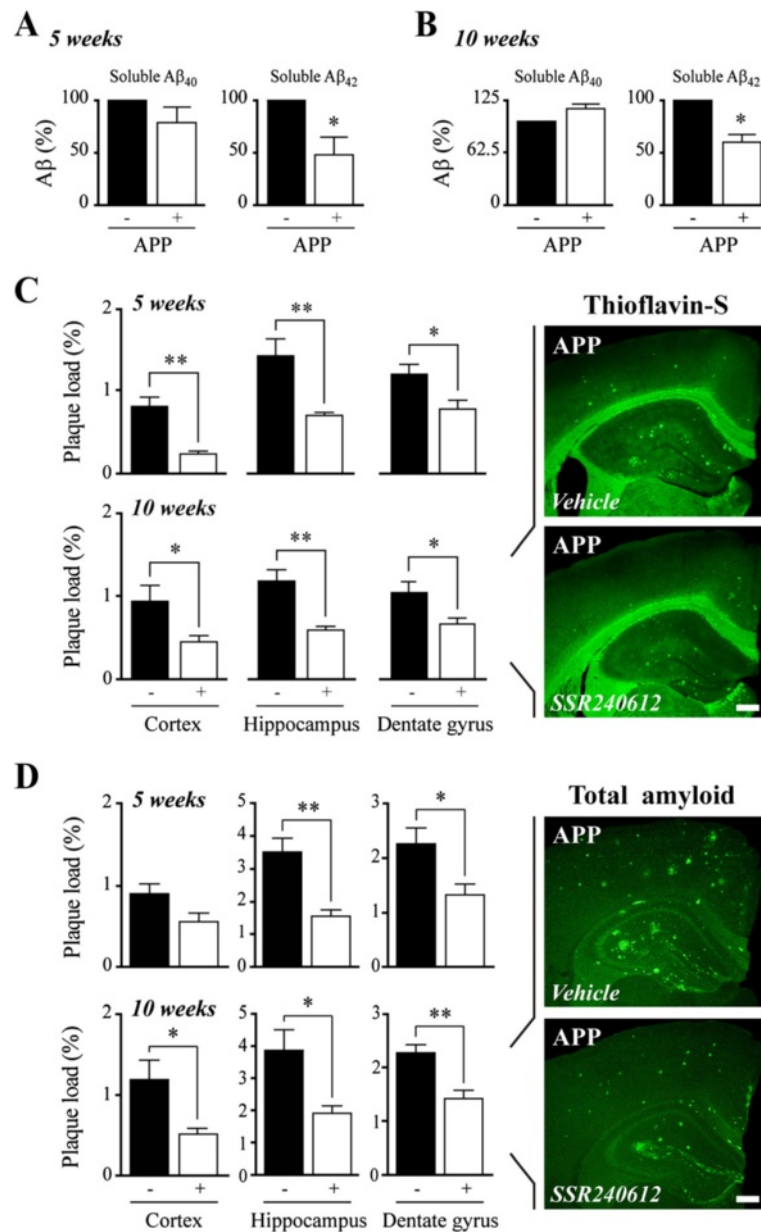 A 5 weeks
Soluble Aβ40
Soluble Aβ42
Aβ (%)
100
50
0
*
100
50
0
- +
- +
APP
APP
B 10 weeks
Soluble Aβ40
Soluble Aβ42
Aβ (%)
125
62.5
0
*
100
50
0
- +
- +
APP
APP
C 5 weeks
Plaque load (%)
2
1
0
**
**
*
10 weeks
Plaque load (%)
2
1
0
*
**
*
- +
- +
- +
Cortex
Hippocampus
Dentate gyrus
Thioflavin-S
APP
Vehicle
APP
SSR240612
D 5 weeks
Plaque load (%)
2
1
0
5
4
3
2
1
0
**
3
2
1
0
*
10 weeks
Plaque load (%)
2
1
0
*
5
4
3
2
1
0
*
3
2
1
0
**
- +
- +
- +
Cortex
Hippocampus
Dentate gyrus
Total amyloid
APP
Vehicle
APP
SSR240612